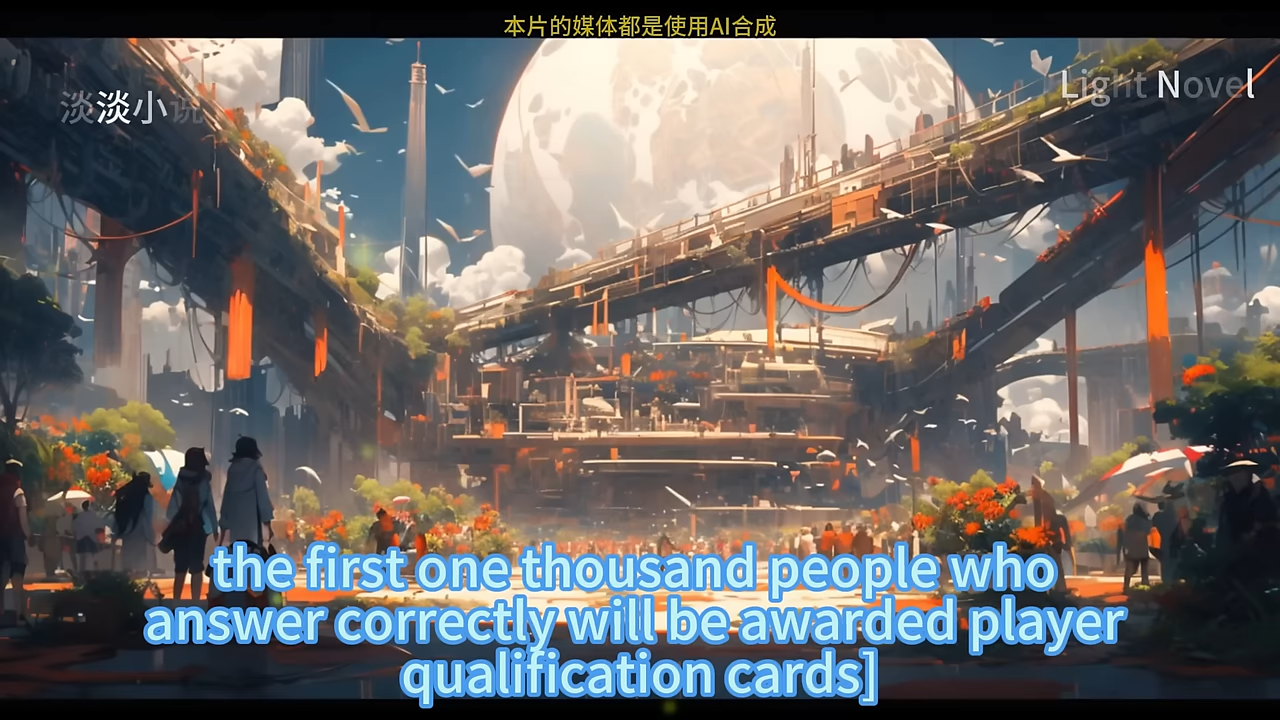 本片的媒体都是使用AI合成
淡淡小说
Light Novel
the first one thousand people who
answer correctly will be awarded player
qualification cards]